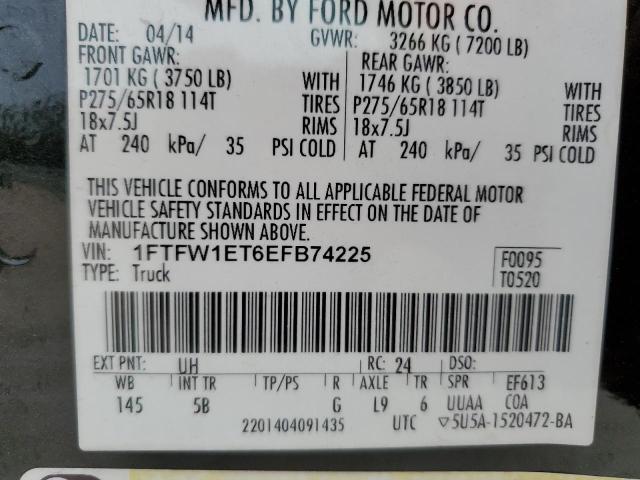 MFD. BY FORD MOTOR CO.
DATE: 04/14 GVWR: 3266 KG ( 7200 LB)
FRONT GAWR: REAR GAWR:
1701 KG ( 3750 LB) WITH 1746 KG ( 3850 LB) WITH
P275/65R18 114T TIRES P275/65R18 114T TIRES
18x7.5J RIMS 18x7.5J RIMS
AT 240 kPa/ 35 PSI COLD AT 240 kPa/ 35 PSI COLD
THIS VEHICLE CONFORMS TO ALL APPLICABLE FEDERAL MOTOR
VEHICLE SAFETY STANDARDS IN EFFECT ON THE DATE OF
MANUFACTURE SHOWN ABOVE.
VIN: 1FTFW1ET6EFB74225 F0095
TYPE: Truck T0520
EXT PNT: UH RC: 24 DSO:
WB INT TR TP/PS R AXLE TR SPR EF613
145 5B G L9 6 UUAA COA
2201404091435 UTC ▽5U5A-1520472-BA